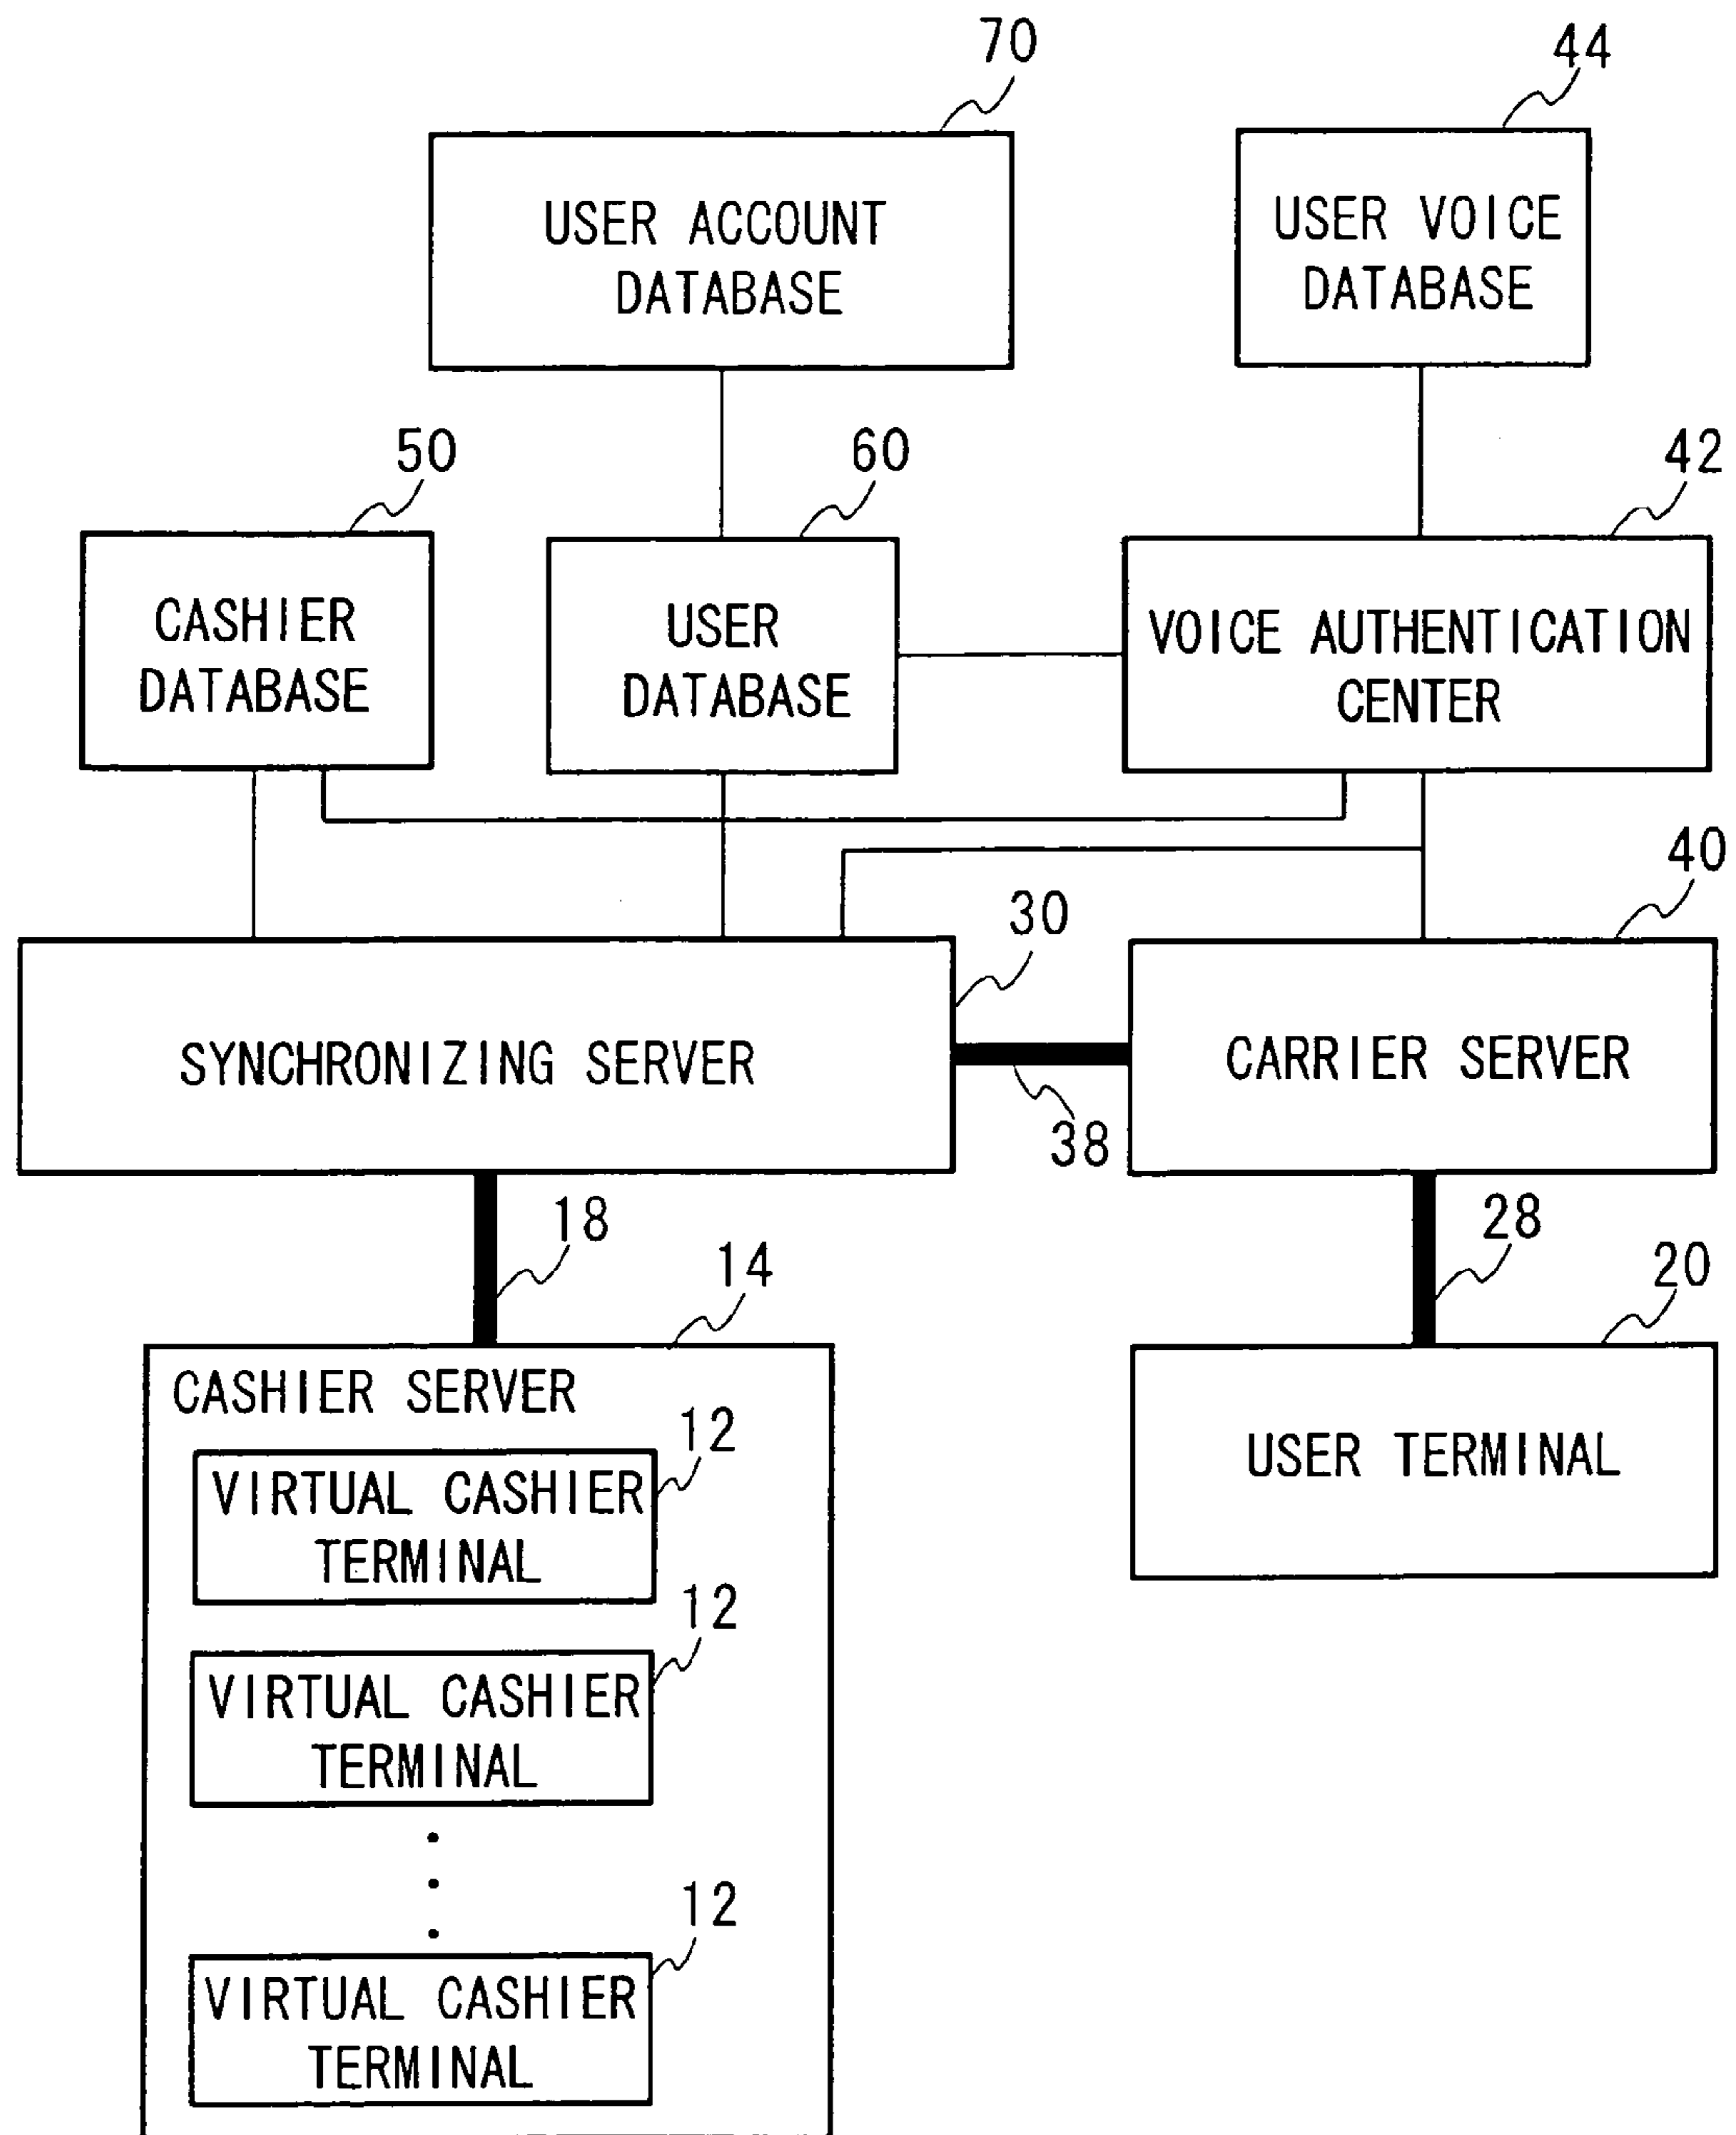 70
44
USER ACCOUNT
DATABASE
USER VOICE
DATABASE
50
60
42
CASHIER
DATABASE
USER
DATABASE
VOICE AUTHENTICATION
CENTER
30
40
SYNCHRONIZING SERVER
CARRIER SERVER
38
18
14
28
20
CASHIER SERVER
12
VIRTUAL CASHIER
TERMINAL
12
VIRTUAL CASHIER
TERMINAL
12
VIRTUAL CASHIER
TERMINAL
USER TERMINAL